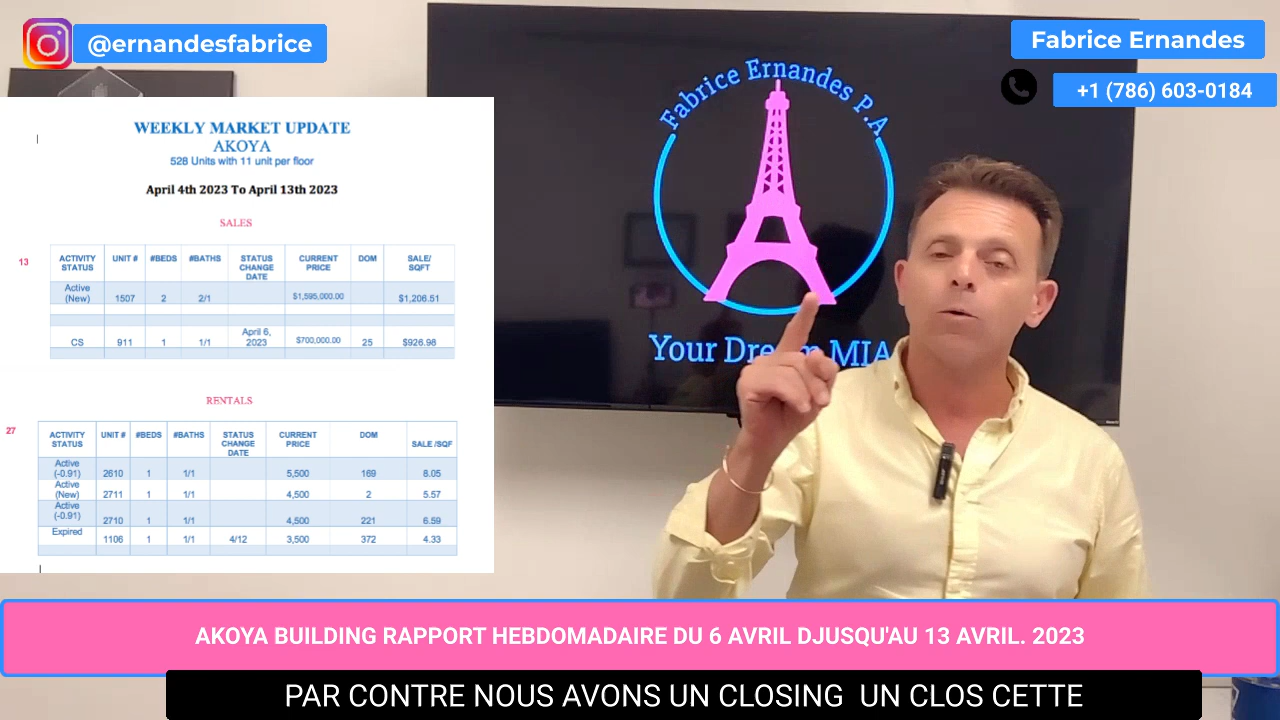 @ernandesfabrice
Fabrice Ernandes
+1 (786) 603-0184
Fabrice Ernandes P.A
Your Dre m MIA
WEEKLY MARKET UPDATE
AKOYA
528 Units with 11 unit per floor
April 4th 2023 To April 13th 2023
SALES
13
ACTIVITY STATUS UNIT # #BEDS #BATHS STATUS CHANGE DATE CURRENT PRICE DOM SALE/ SQFT
Active (New) 1507 2 2/1 $1,595,000.00 $1,206.51
CS 911 1 1/1 April 6, 2023 $700,000.00 25 $926.98
RENTALS
27
ACTIVITY STATUS UNIT # #BEDS #BATHS STATUS CHANGE DATE CURRENT PRICE DOM SALE /SQF
Active (-0.91) 2610 1 1/1 5,500 169 8.05
Active (New) 2711 1 1/1 4,500 2 5.57
Active (-0.91) 2710 1 1/1 4,500 221 6.59
Expired 1106 1 1/1 4/12 3,500 372 4.33
AKOYA BUILDING RAPPORT HEBDOMADAIRE DU 6 AVRIL DJUSQU'AU 13 AVRIL. 2023
PAR CONTRE NOUS AVONS UN CLOSING UN CLOS CETTE